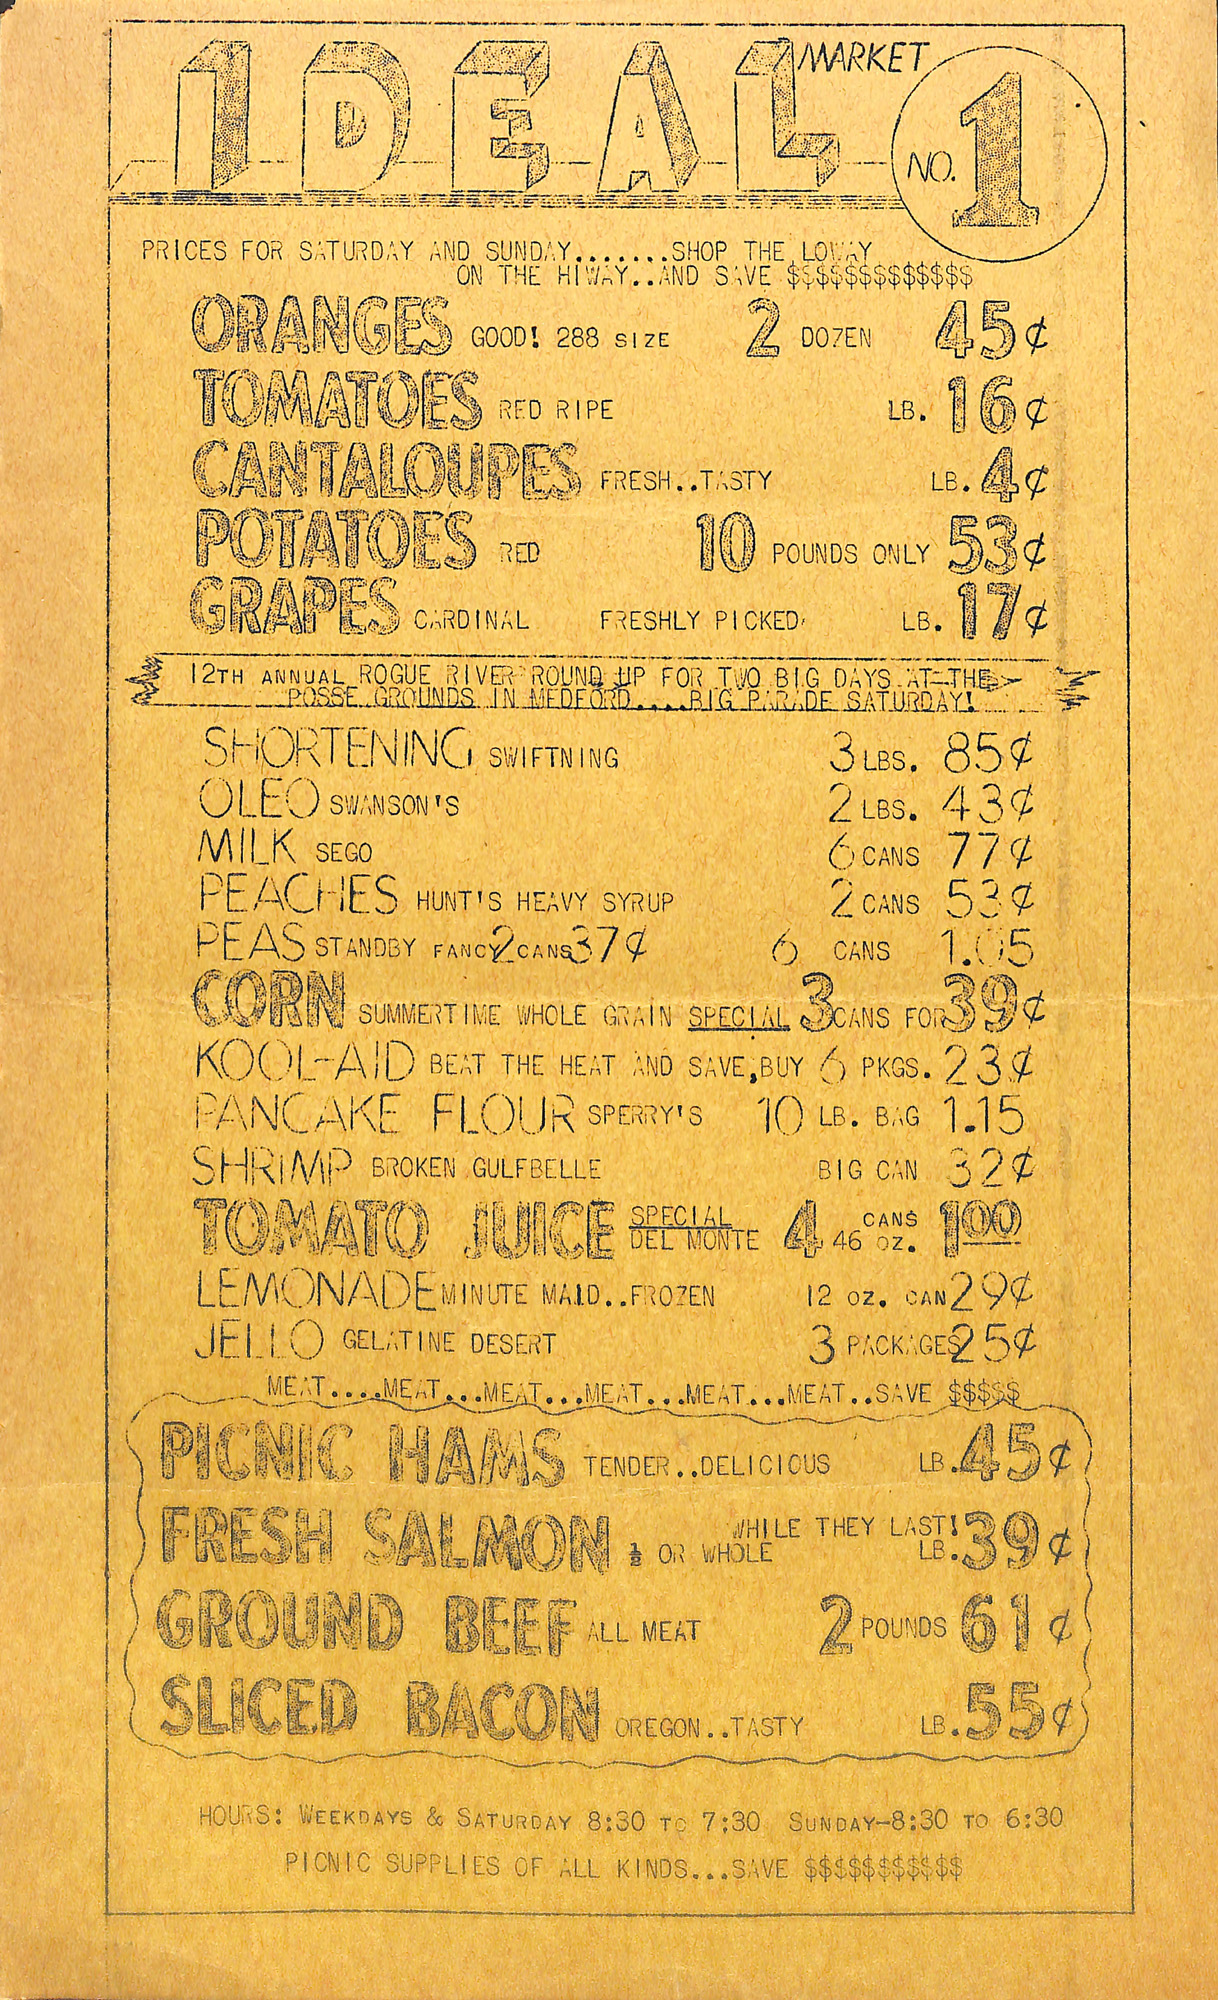 IDEAL MARKET NO. 1
PRICES FOR SATURDAY AND SUNDAY.......SHOP THE LOWAY
ON THE HIWAY..AND SAVE $$$$$$$$$$$$$
ORANGES GOOD! 288 SIZE 2 DOZEN 45¢
TOMATOES RED RIPE LB. 16¢
CANTALOUPES FRESH..TASTY LB. 4¢
POTATOES RED 10 POUNDS ONLY 53¢
GRAPES CARDINAL FRESHLY PICKED LB. 17¢
12TH ANNUAL ROGUE RIVER ROUND UP FOR TWO BIG DAYS AT THE
POSSE GROUNDS IN MEDFORD....BIG PARADE SATURDAY!
SHORTENING SWIFTNING 3 LBS. 85¢
OLEO SWANSON'S 2 LBS. 43¢
MILK SEGO 6 CANS 77¢
PEACHES HUNT'S HEAVY SYRUP 2 CANS 53¢
PEAS STANDBY FANCY 2 CANS 37¢ 6 CANS 1.05
CORN SUMMERTIME WHOLE GRAIN SPECIAL 3 CANS FOR 39¢
KOOL-AID BEAT THE HEAT AND SAVE, BUY 6 PKGS. 23¢
PANCAKE FLOUR SPERRY'S 10 LB. BAG 1.15
SHRIMP BROKEN GULFBELLE BIG CAN 32¢
TOMATO JUICE SPECIAL DEL MONTE 4 46 OZ. CANS 1.00
LEMONADE MINUTE MAID..FROZEN 12 OZ. CAN 29¢
JELLO GELATINE DESERT 3 PACKAGES 25¢
MEAT....MEAT...MEAT...MEAT...MEAT...MEAT..SAVE $$$$$
PICNIC HAMS TENDER..DELICIOUS LB. 45¢
FRESH SALMON ½ OR WHOLE WHILE THEY LAST! LB. 39¢
GROUND BEEF ALL MEAT 2 POUNDS 61¢
SLICED BACON OREGON..TASTY LB. 55¢
HOURS: WEEKDAYS & SATURDAY 8:30 TO 7:30 SUNDAY-8:30 TO 6:30
PICNIC SUPPLIES OF ALL KINDS...SAVE $$$$$$$$$$$